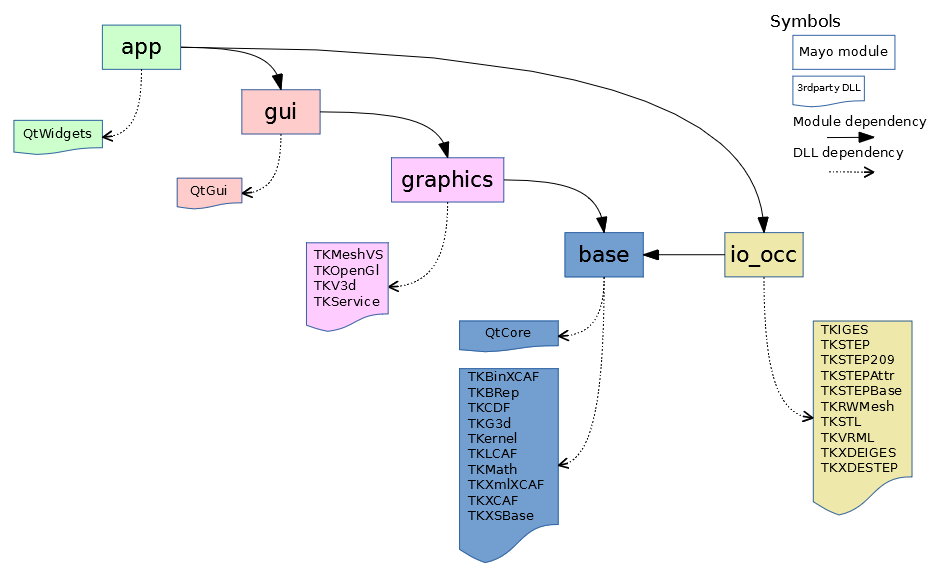 Symbols
Mayo module
3rdparty DLL
Module dependency
DLL dependency
app
QtWidgets
gui
QtGui
graphics
TKMeshVS
TKOpenGl
TKV3d
TKService
base
io_occ
QtCore
TKBinXCAF
TKBRep
TKCDF
TKG3d
TKernel
TKLCAF
TKMath
TKXmlXCAF
TKXCAF
TKXSBase
TKIGES
TKSTEP
TKSTEP209
TKSTEPAttr
TKSTEPBase
TKRWMesh
TKSTL
TKVRML
TKXDEIGES
TKXDESTEP